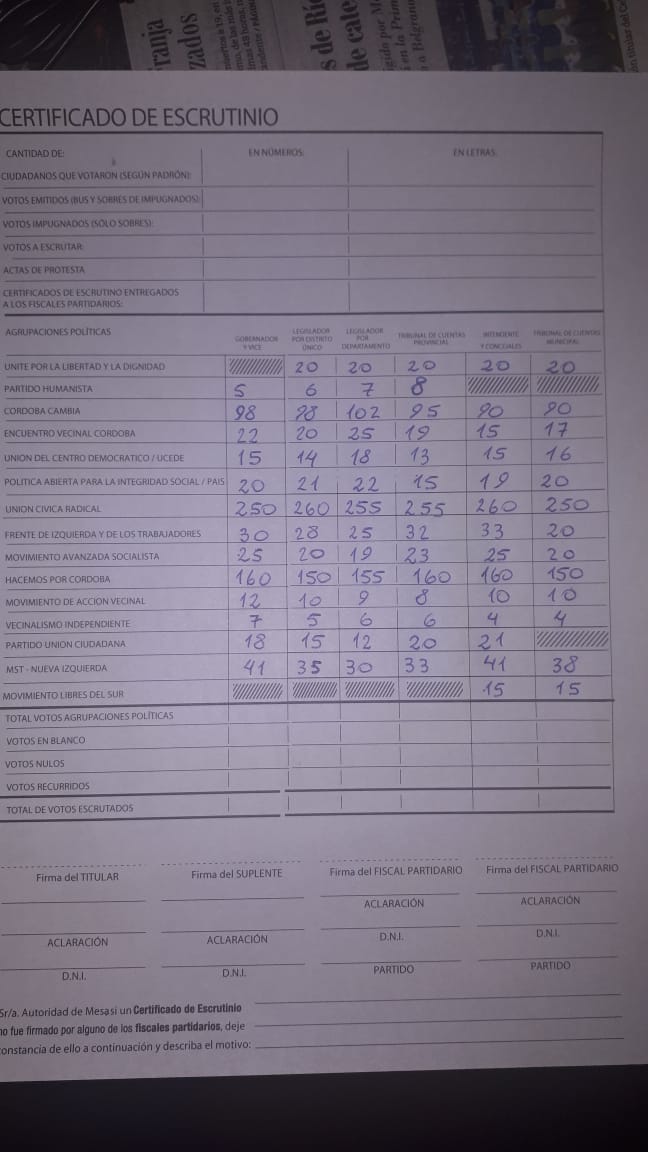 ranja
zados
s de Río
de cate
CERTIFICADO DE ESCRUTINIO
CANTIDAD DE: EN NÚMEROS: EN LETRAS:
CIUDADANOS QUE VOTARON (SEGÚN PADRÓN):
VOTOS EMITIDOS (BUS Y SOBRES DE IMPUGNADOS):
VOTOS IMPUGNADOS (SÓLO SOBRES):
VOTOS A ESCRUTAR:
ACTAS DE PROTESTA
CERTIFICADOS DE ESCRUTINO ENTREGADOS
A LOS FISCALES PARTIDARIOS:
AGRUPACIONES POLÍTICAS GOBERNADOR Y VICE LEGISLADOR POR DISTRITO ÚNICO LEGISLADOR POR DEPARTAMENTO TRIBUNAL DE CUENTAS PROVINCIAL INTENDENTE Y CONCEJALES TRIBUNAL DE CUENTAS MUNICIPAL
UNITE POR LA LIBERTAD Y LA DIGNIDAD 20 20 20 20 20
PARTIDO HUMANISTA 5 6 7 8
CORDOBA CAMBIA 98 98 102 95 90 90
ENCUENTRO VECINAL CORDOBA 22 20 25 19 15 17
UNION DEL CENTRO DEMOCRATICO / UCEDE 15 14 18 13 15 16
POLITICA ABIERTA PARA LA INTEGRIDAD SOCIAL / PAIS 20 21 22 15 19 20
UNION CIVICA RADICAL 250 260 255 255 260 250
FRENTE DE IZQUIERDA Y DE LOS TRABAJADORES 30 28 25 32 33 20
MOVIMIENTO AVANZADA SOCIALISTA 25 20 19 23 25 20
HACEMOS POR CORDOBA 160 150 155 160 160 150
MOVIMIENTO DE ACCION VECINAL 12 10 9 8 10 10
VECINALISMO INDEPENDIENTE 7 5 6 6 4 4
PARTIDO UNION CIUDADANA 18 15 12 20 21
MST - NUEVA IZQUIERDA 41 35 30 33 41 38
MOVIMIENTO LIBRES DEL SUR 15 15
TOTAL VOTOS AGRUPACIONES POLÍTICAS
VOTOS EN BLANCO
VOTOS NULOS
VOTOS RECURRIDOS
TOTAL DE VOTOS ESCRUTADOS
Firma del TITULAR Firma del SUPLENTE Firma del FISCAL PARTIDARIO Firma del FISCAL PARTIDARIO
ACLARACIÓN ACLARACIÓN ACLARACIÓN ACLARACIÓN
D.N.I. D.N.I. D.N.I. D.N.I.
PARTIDO PARTIDO
Sr/a. Autoridad de Mesa: si un Certificado de Escrutinio
no fue firmado por alguno de los fiscales partidarios, deje
constancia de ello a continuación y describa el motivo: